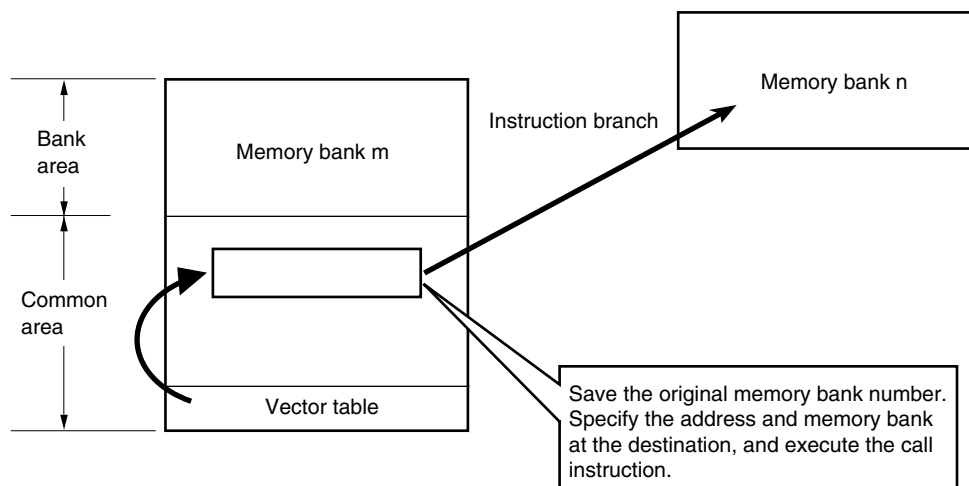 Memory bank n
Instruction branch
Bank
area
Memory bank m
Common
area
Vector table
Save the original memory bank number.
Specify the address and memory bank
at the destination, and execute the call
instruction.